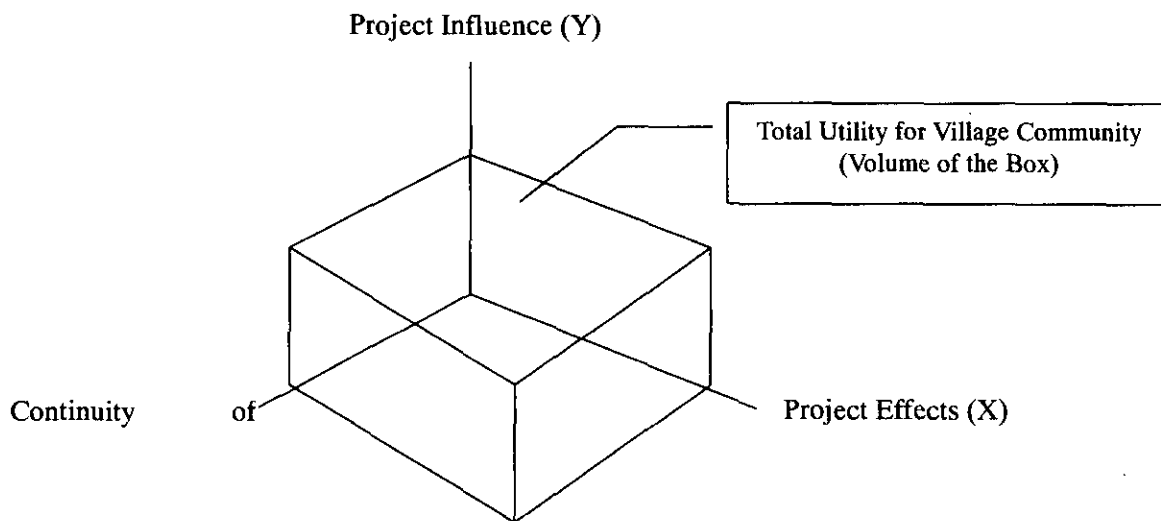 Project Influence (Y)
Total Utility for Village Community
(Volume of the Box)
Continuity of
Project Effects (X)